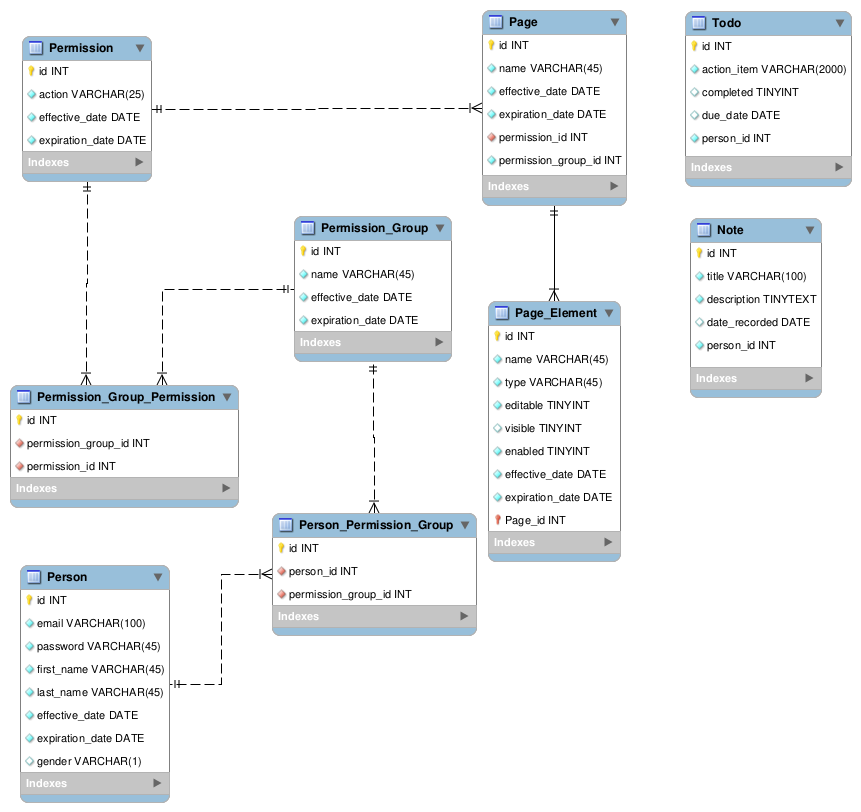 Permission
id INT
action VARCHAR(25)
effective_date DATE
expiration_date DATE
Indexes
Page
id INT
name VARCHAR(45)
effective_date DATE
expiration_date DATE
permission_id INT
permission_group_id INT
Indexes
Todo
id INT
action_item VARCHAR(2000)
completed TINYINT
due_date DATE
person_id INT
Indexes
Permission_Group
id INT
name VARCHAR(45)
effective_date DATE
expiration_date DATE
Indexes
Note
id INT
title VARCHAR(100)
description TINYTEXT
date_recorded DATE
person_id INT
Indexes
Page_Element
id INT
name VARCHAR(45)
type VARCHAR(45)
editable TINYINT
visible TINYINT
enabled TINYINT
effective_date DATE
expiration_date DATE
Page_id INT
Indexes
Permission_Group_Permission
id INT
permission_group_id INT
permission_id INT
Indexes
Person_Permission_Group
id INT
person_id INT
permission_group_id INT
Indexes
Person
id INT
email VARCHAR(100)
password VARCHAR(45)
first_name VARCHAR(45)
last_name VARCHAR(45)
effective_date DATE
expiration_date DATE
gender VARCHAR(1)
Indexes